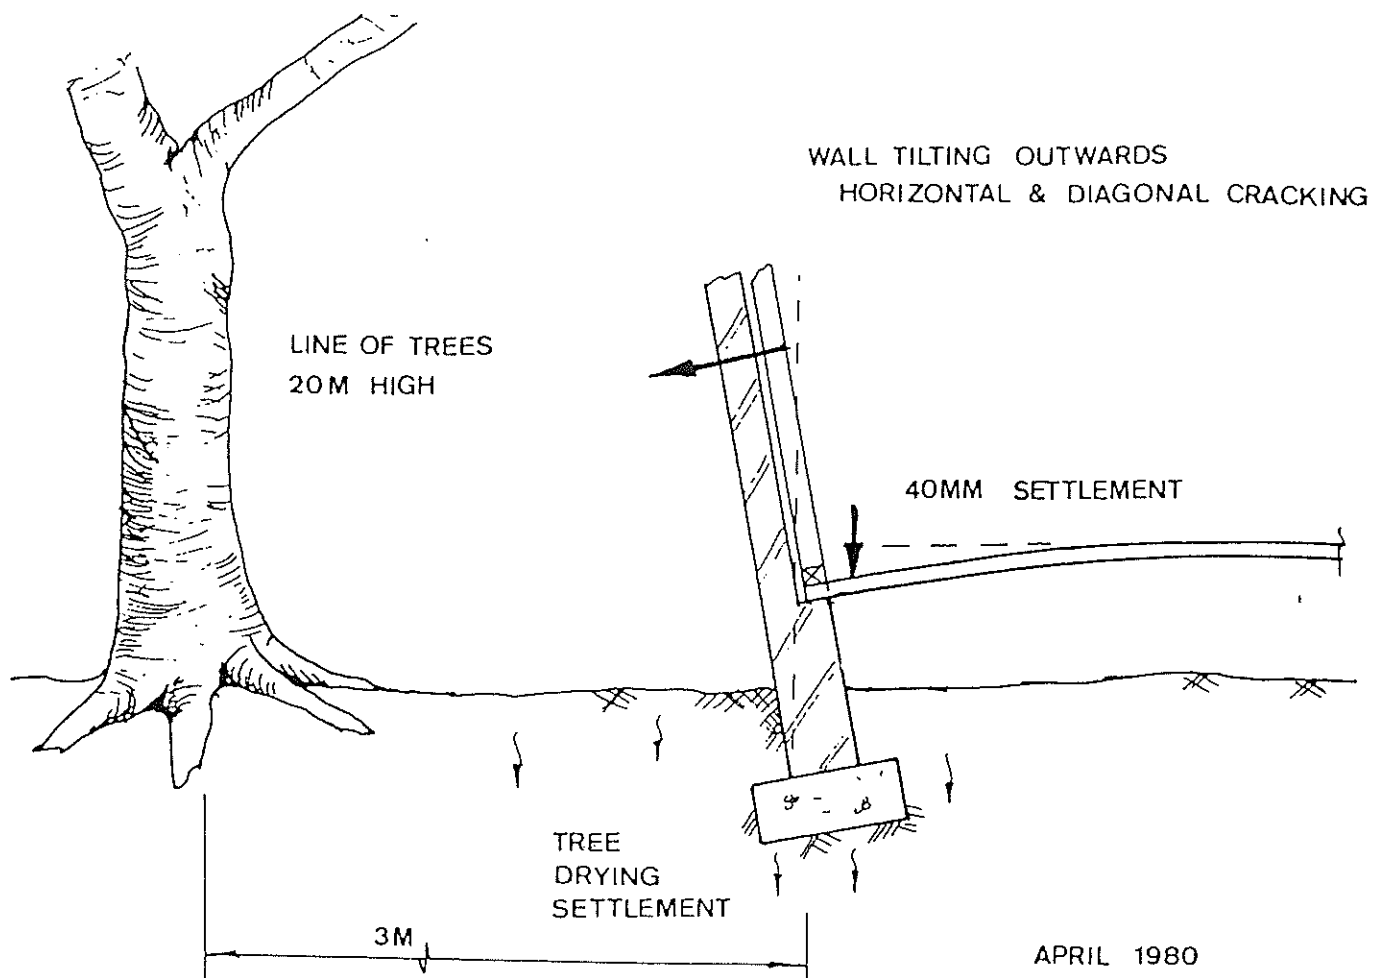 WALL TILTING OUTWARDS
HORIZONTAL & DIAGONAL CRACKING
LINE OF TREES
20M HIGH
40MM SETTLEMENT
TREE
DRYING
SETTLEMENT
3M
APRIL 1980